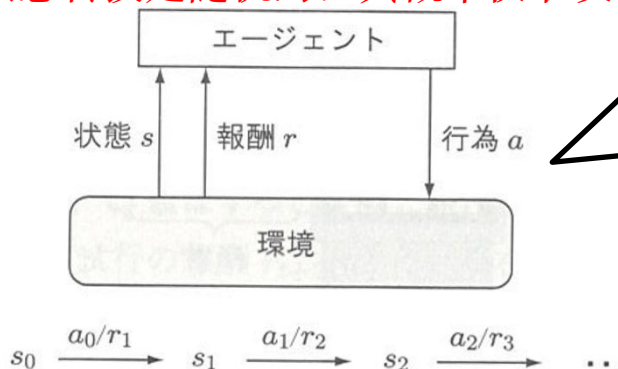 エージェント
状態 s 報酬 r 行為 a
環境
s₀ a₀/r₁ s₁ a₁/r₂ s₂ a₂/r₃ ‥